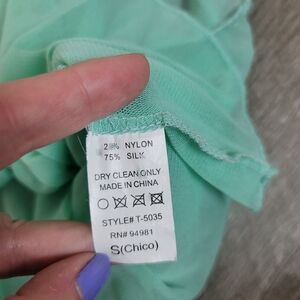 NYLON
75% SILK
DRY CLEAN ONLY
MADE IN CHINA
STYLE# T-5035
RN# 94981
S(Chico)